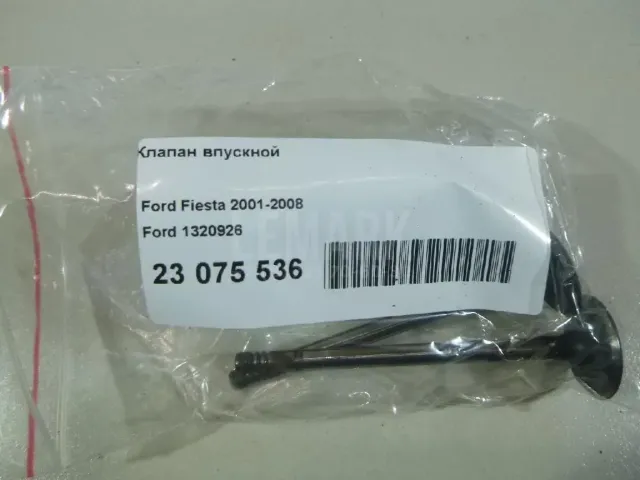 Клапан впускной
Ford Fiesta 2001-2008
Ford 1320926
23 075 536